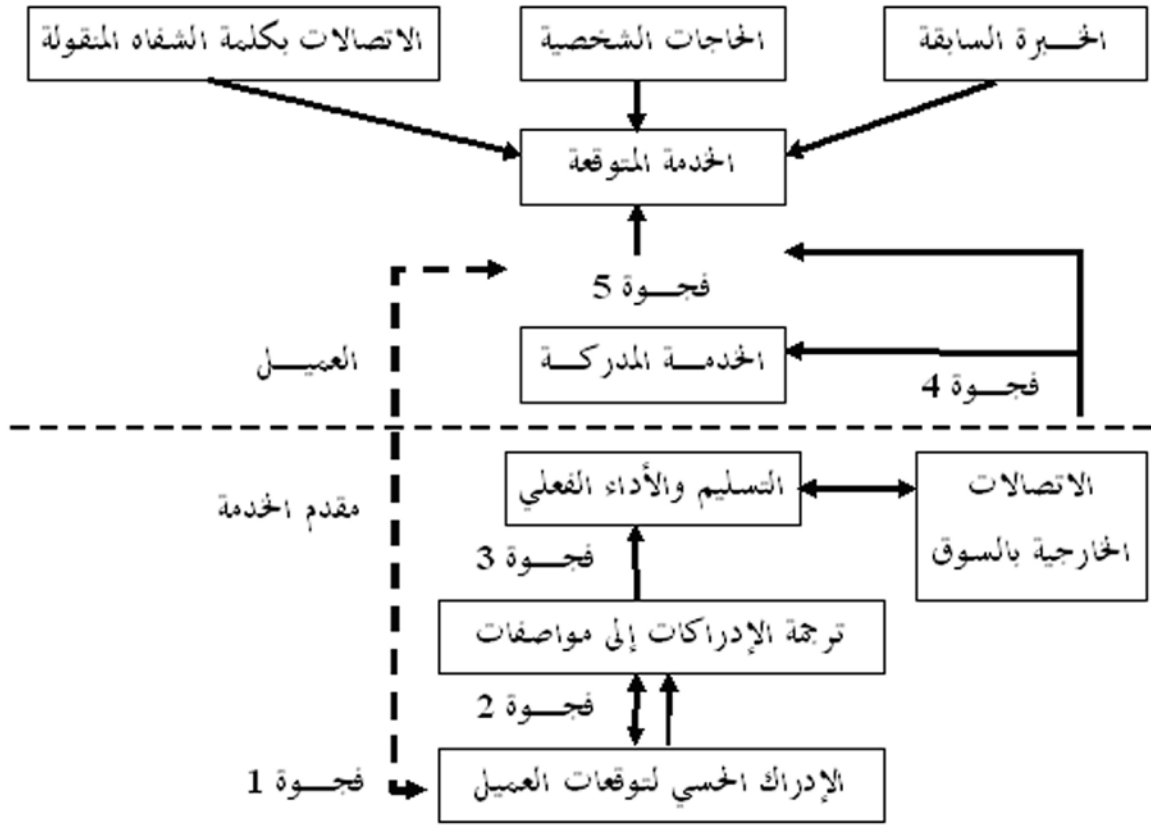 الخبرة السابقة
الحاجات الشخصية
الاتصالات بكلمة الشفاه المنقولة
الخدمة المتوقعة
فجوة 5
العميل
الخدمة المدركة
فجوة 4
مقدم الخدمة
التسليم والأداء الفعلي
الاتصالات
الخارجية بالسوق
فجوة 3
ترجمة الإدراكات إلى مواصفات
فجوة 2
الإدراك الحسي لتوقعات العميل
فجوة 1